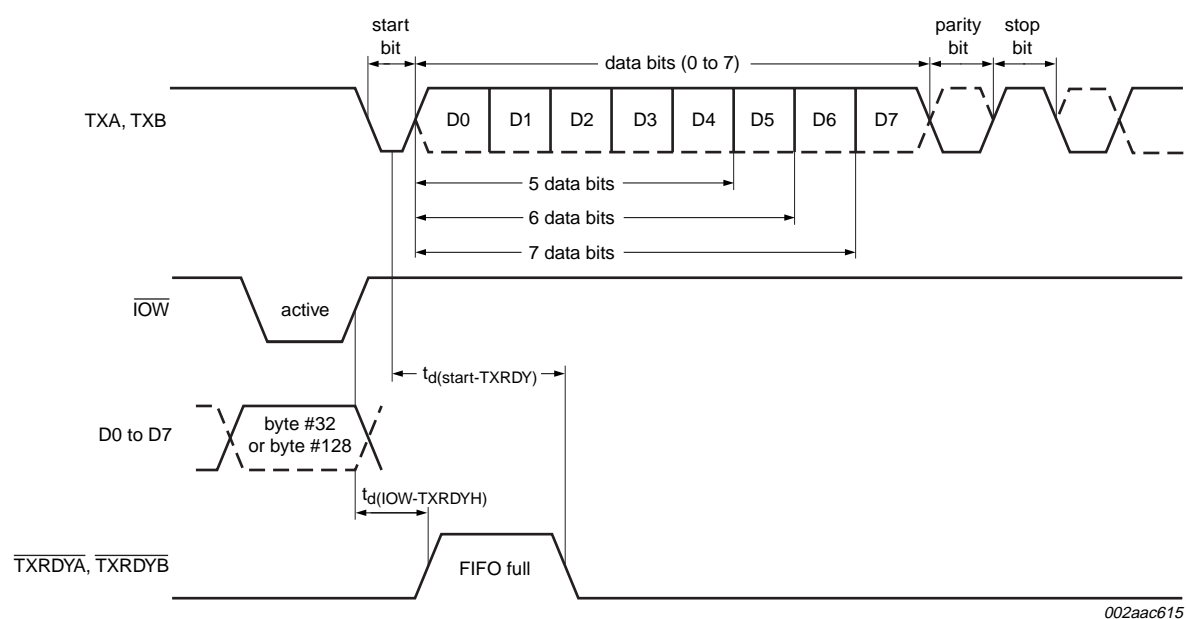 start
bit
data bits (0 to 7)
parity
bit
stop
bit
TXA, TXB
D0 D1 D2 D3 D4 D5 D6 D7
5 data bits
6 data bits
7 data bits
IOW
active
td(start-TXRDY)
D0 to D7
byte #32
or byte #128
td(IOW-TXRDYH)
TXRDYA, TXRDYB
FIFO full
002aac615